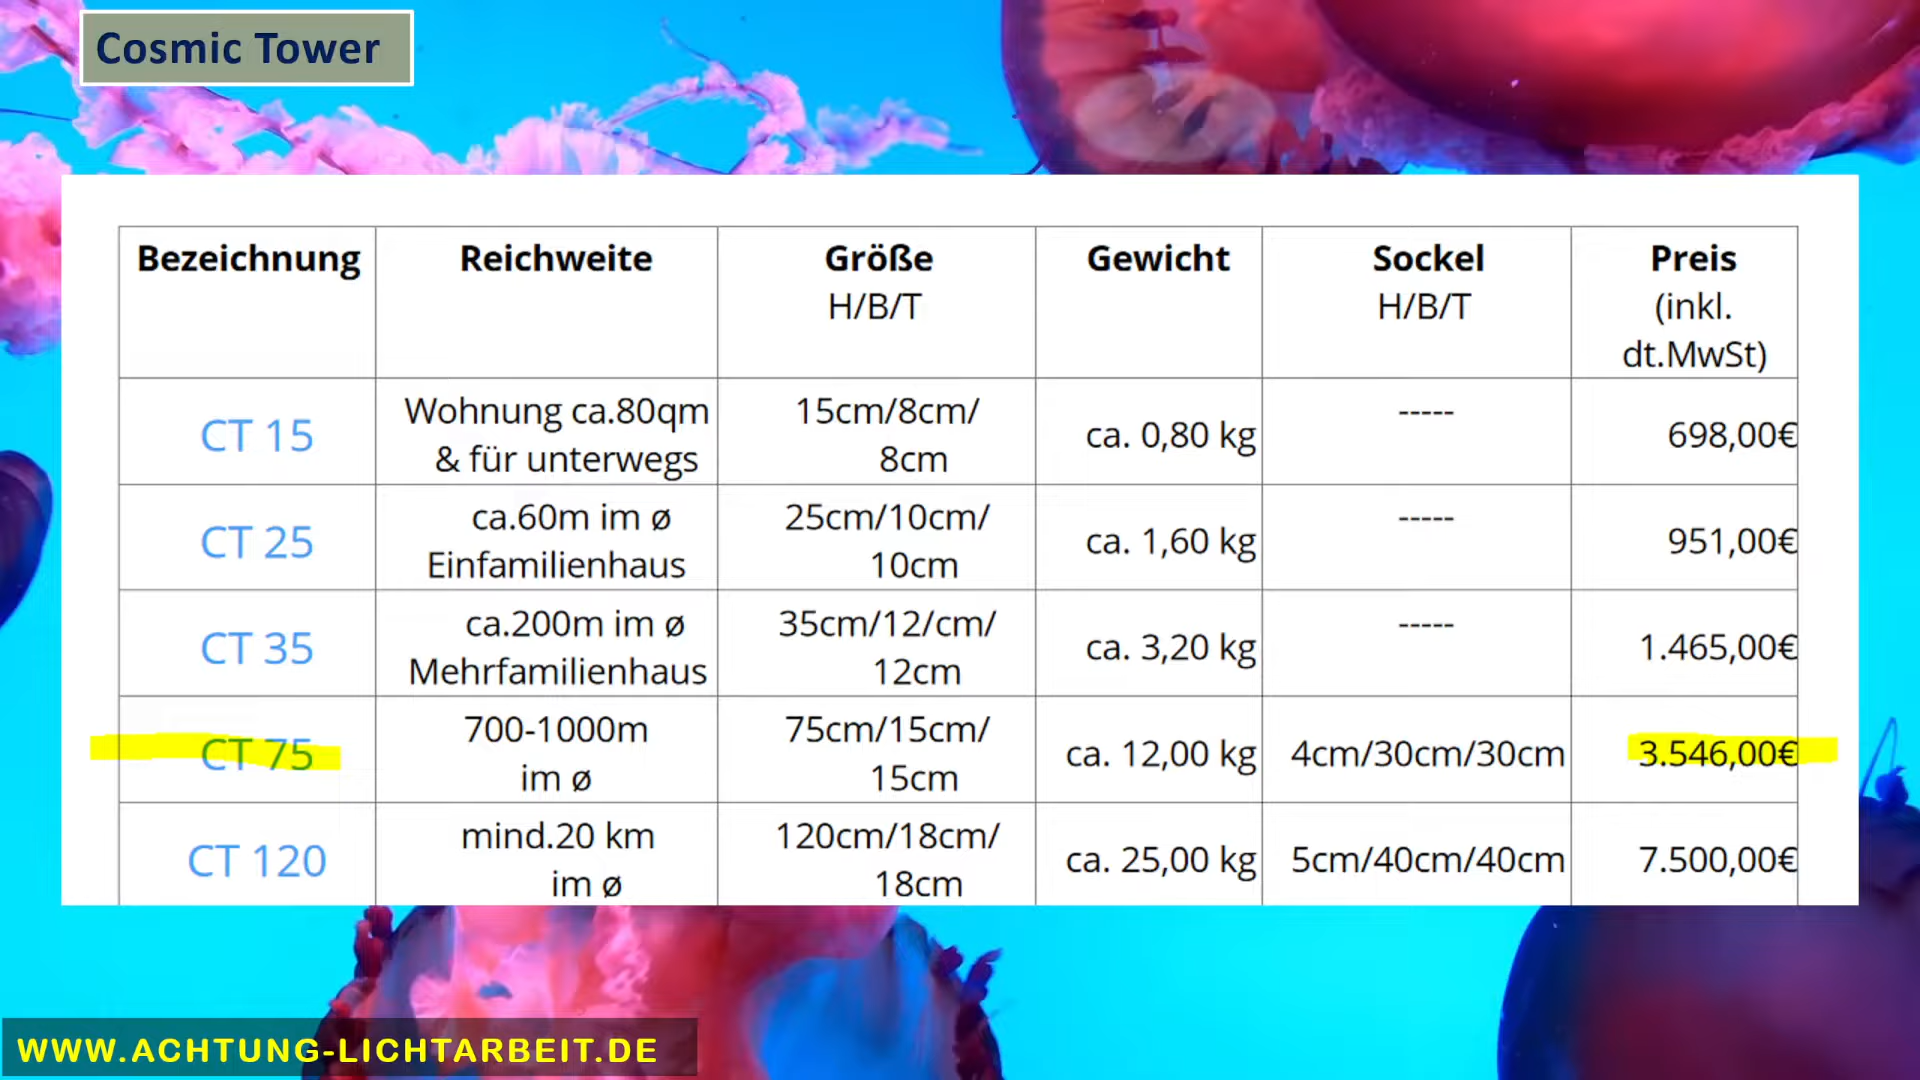 Cosmic Tower
Bezeichnung Reichweite Größe Gewicht Sockel Preis
H/B/T H/B/T (inkl.
dt.MwSt)
CT 15 Wohnung ca.80qm 15cm/8cm/ ca. 0,80 kg ----- 698,00€
& für unterwegs 8cm
CT 25 ca.60m im ø 25cm/10cm/ ca. 1,60 kg ----- 951,00€
Einfamilienhaus 10cm
CT 35 ca.200m im ø 35cm/12/cm/ ca. 3,20 kg ----- 1.465,00€
Mehrfamilienhaus 12cm
CT 75 700-1000m 75cm/15cm/ ca. 12,00 kg 4cm/30cm/30cm 3.546,00€
im ø 15cm
CT 120 mind.20 km 120cm/18cm/ ca. 25,00 kg 5cm/40cm/40cm 7.500,00€
im ø 18cm
WWW.ACHTUNG-LICHTARBEIT.DE